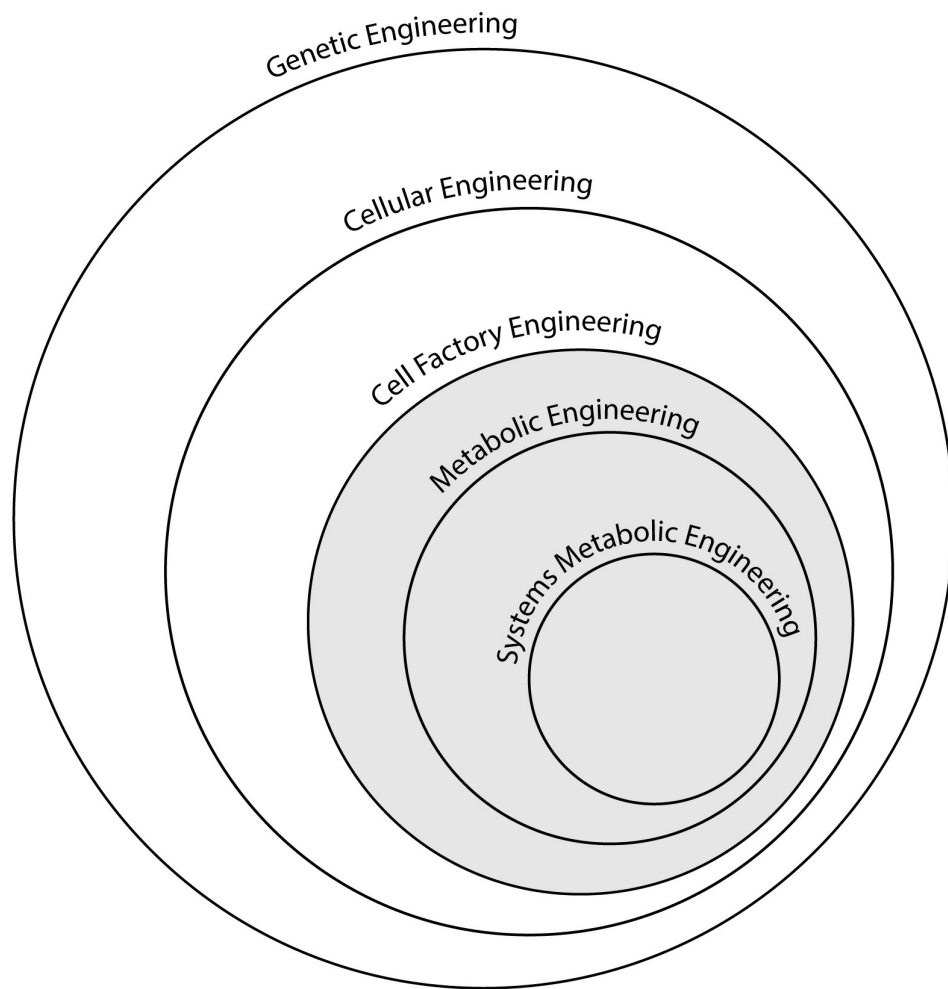 Genetic Engineering
Cellular Engineering
Cell Factory Engineering
Metabolic Engineering
Systems Metabolic Engineering